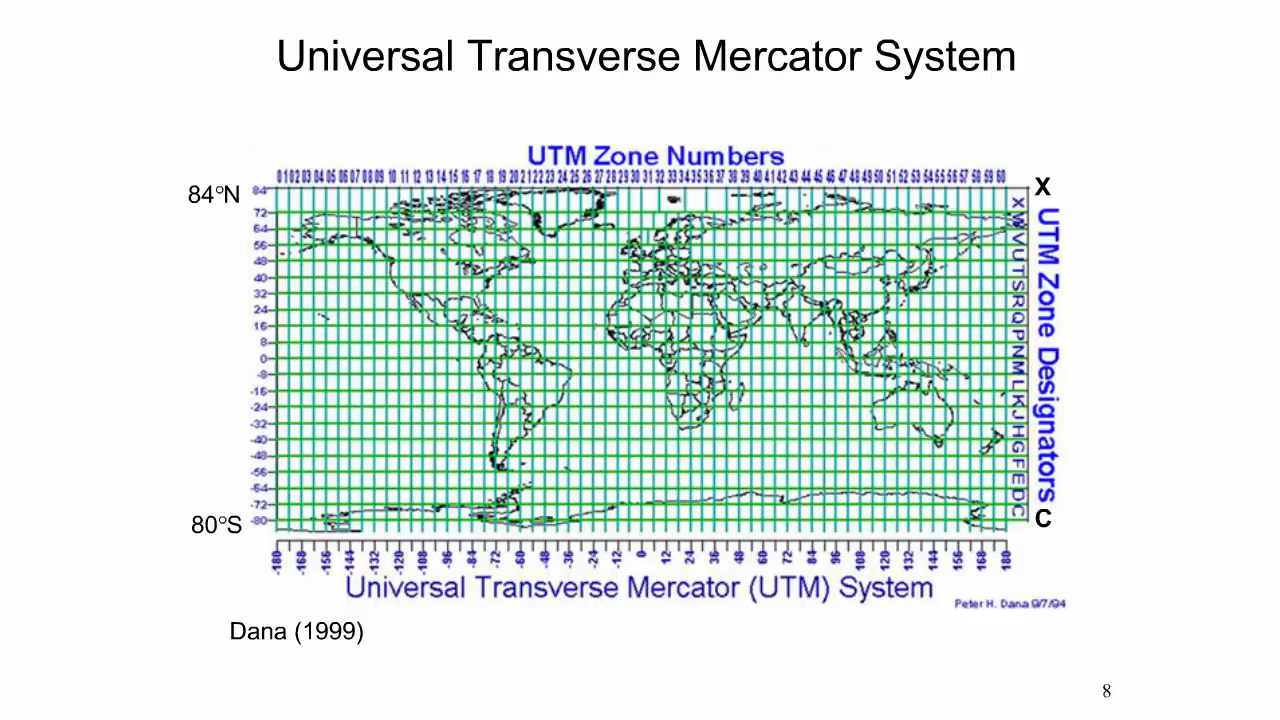 Universal Transverse Mercator System
UTM Zone Numbers
01 02 03 04 05 06 07 08 09 10 11 12 13 14 15 16 17 18 19 20 21 22 23 24 25 26 27 28 29 30 31 32 33 34 35 36 37 38 39 40 41 42 43 44 45 46 47 48 49 50 51 52 53 54 55 56 57 58 59 60
84°N
X
84
72
64
56
48
40
32
24
16
8
0
-8
-16
-24
-32
-40
-48
-56
-64
-72
-80
X W V U T S R Q P N M L K J H G F E D C
UTM Zone Designators
80°S
C
-180 -168 -156 -144 -132 -120 -108 -96 -84 -72 -60 -48 -36 -24 -12 0 12 24 36 48 60 72 84 96 108 120 132 144 156 168 180
Universal Transverse Mercator (UTM) System
Peter H. Dana 9/7/94
Dana (1999)
8